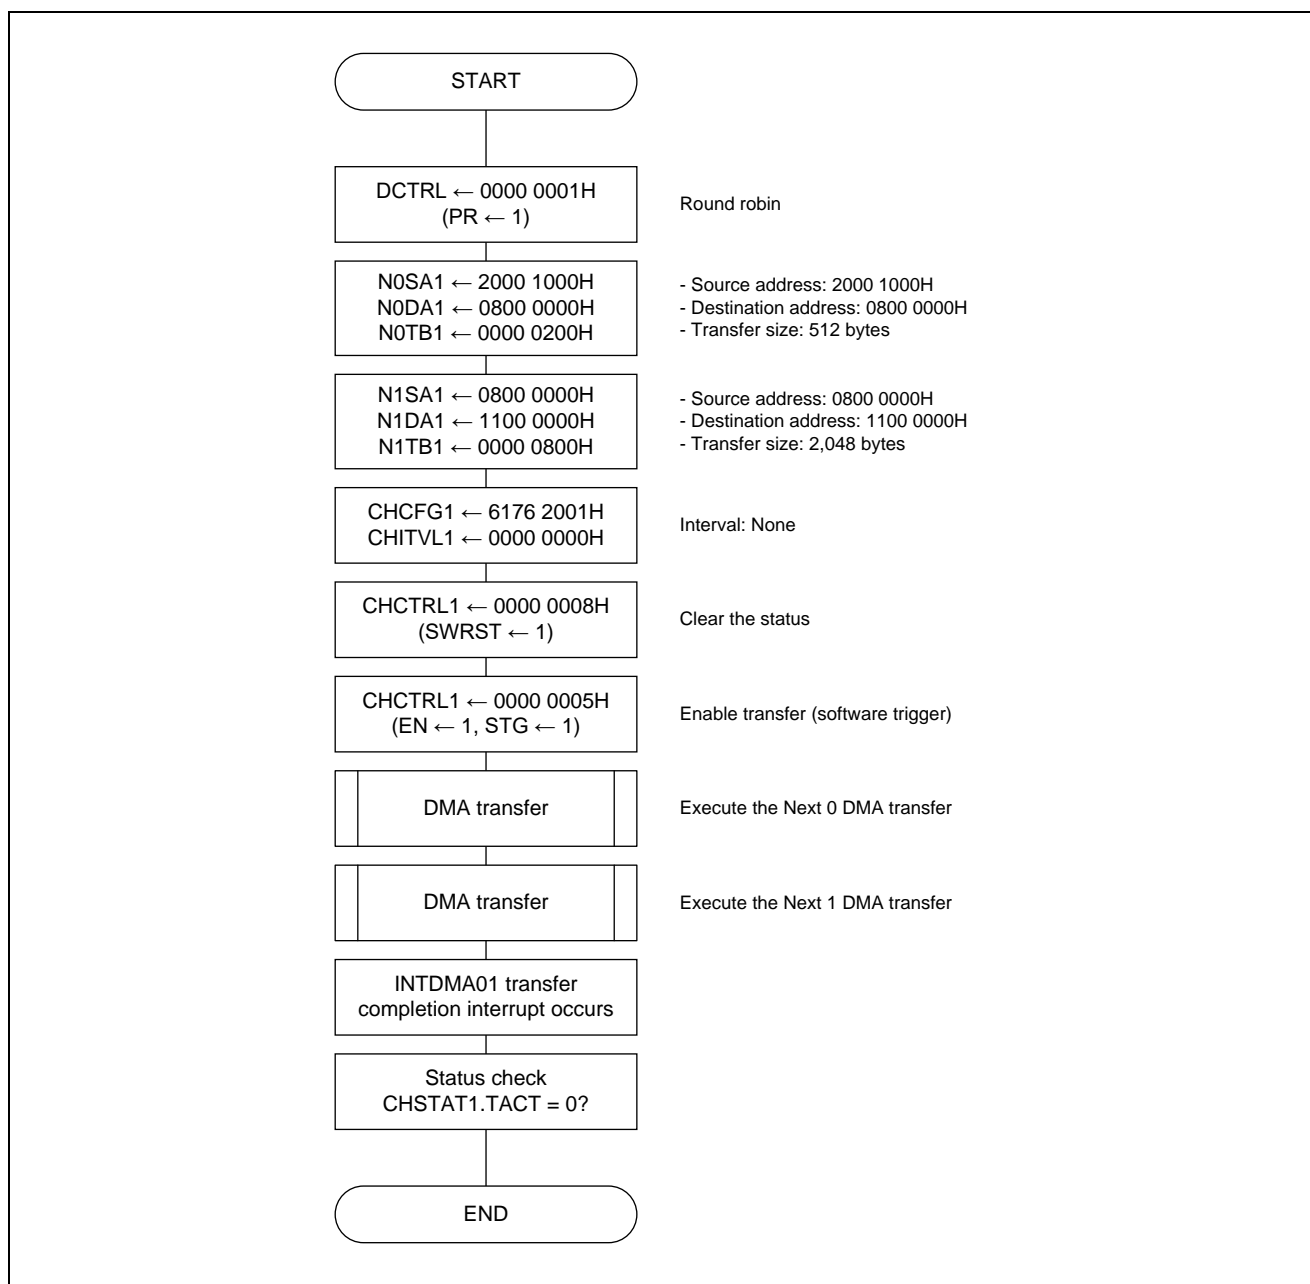 START
DCTRL ← 0000 0001H
(PR ← 1)
Round robin
N0SA1 ← 2000 1000H
N0DA1 ← 0800 0000H
N0TB1 ← 0000 0200H
- Source address: 2000 1000H
- Destination address: 0800 0000H
- Transfer size: 512 bytes
N1SA1 ← 0800 0000H
N1DA1 ← 1100 0000H
N1TB1 ← 0000 0800H
- Source address: 0800 0000H
- Destination address: 1100 0000H
- Transfer size: 2,048 bytes
CHCFG1 ← 6176 2001H
CHITVL1 ← 0000 0000H
Interval: None
CHCTRL1 ← 0000 0008H
(SWRST ← 1)
Clear the status
CHCTRL1 ← 0000 0005H
(EN ← 1, STG ← 1)
Enable transfer (software trigger)
DMA transfer
Execute the Next 0 DMA transfer
DMA transfer
Execute the Next 1 DMA transfer
INTDMA01 transfer
completion interrupt occurs
Status check
CHSTAT1.TACT = 0?
END